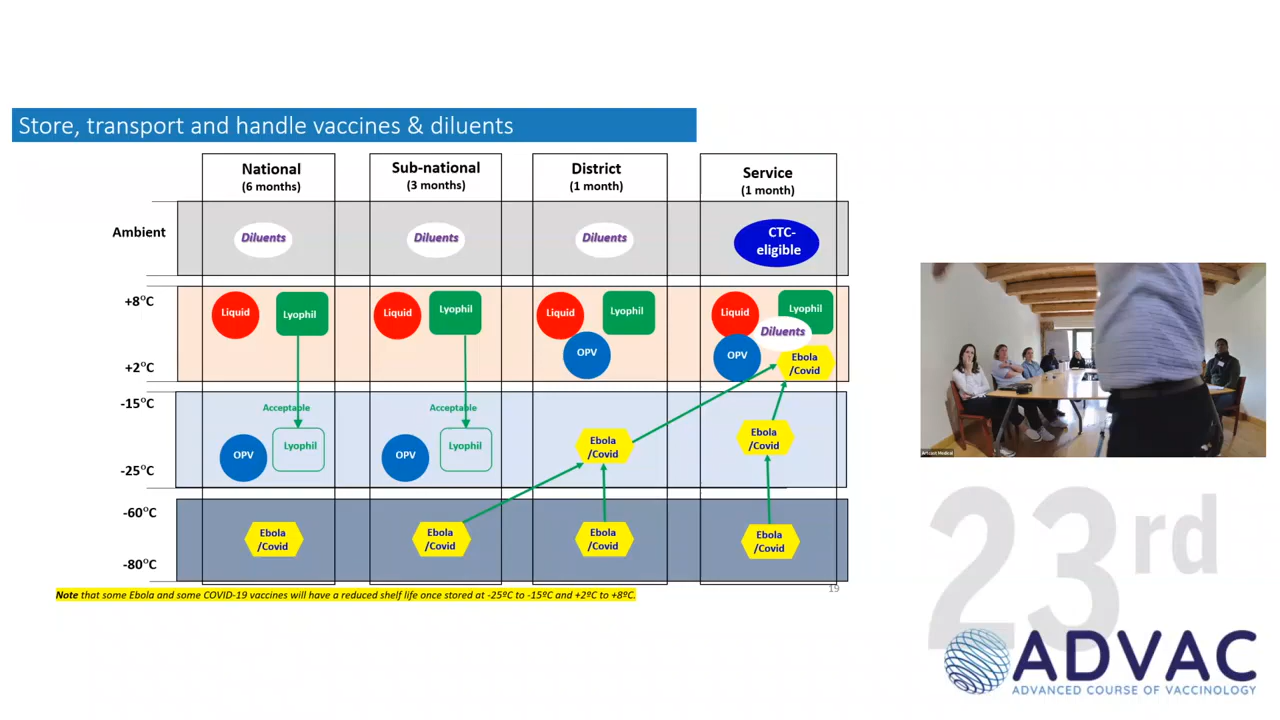 Store, transport and handle vaccines & diluents
National
(6 months)
Sub-national
(3 months)
District
(1 month)
Service
(1 month)
Ambient
Diluents
Diluents
Diluents
CTC-
eligible
+8°C
Liquid
Lyophil
Liquid
Lyophil
Liquid
Lyophil
Liquid
Lyophil
Diluents
OPV
OPV
Ebola
/Covid
+2°C
-15°C
Acceptable
Acceptable
OPV
Lyophil
OPV
Lyophil
Ebola
/Covid
Ebola
/Covid
-25°C
-60°C
Ebola
/Covid
Ebola
/Covid
Ebola
/Covid
Ebola
/Covid
-80°C
Note that some Ebola and some COVID-19 vaccines will have a reduced shelf life once stored at -25ºC to -15ºC and +2ºC to +8ºC.
19
23rd
ADVAC
ADVANCED COURSE OF VACCINOLOGY